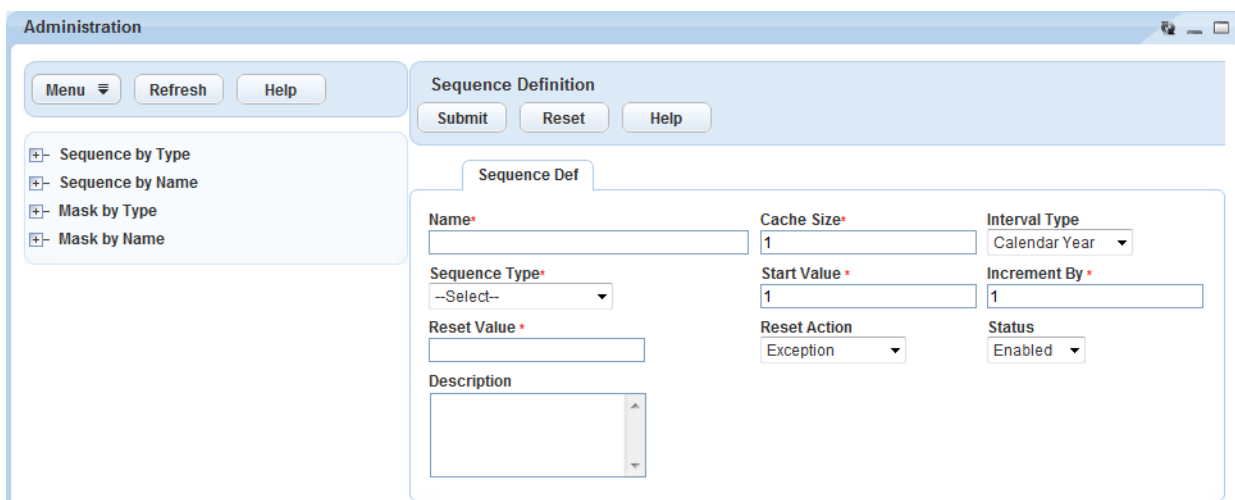 Administration
Menu Refresh Help
Sequence by Type
Sequence by Name
Mask by Type
Mask by Name
Sequence Definition
Submit Reset Help
Sequence Def
Name* Cache Size* Interval Type
1 Calendar Year
Sequence Type* Start Value * Increment By *
--Select-- 1 1
Reset Value * Reset Action Status
Exception Enabled
Description